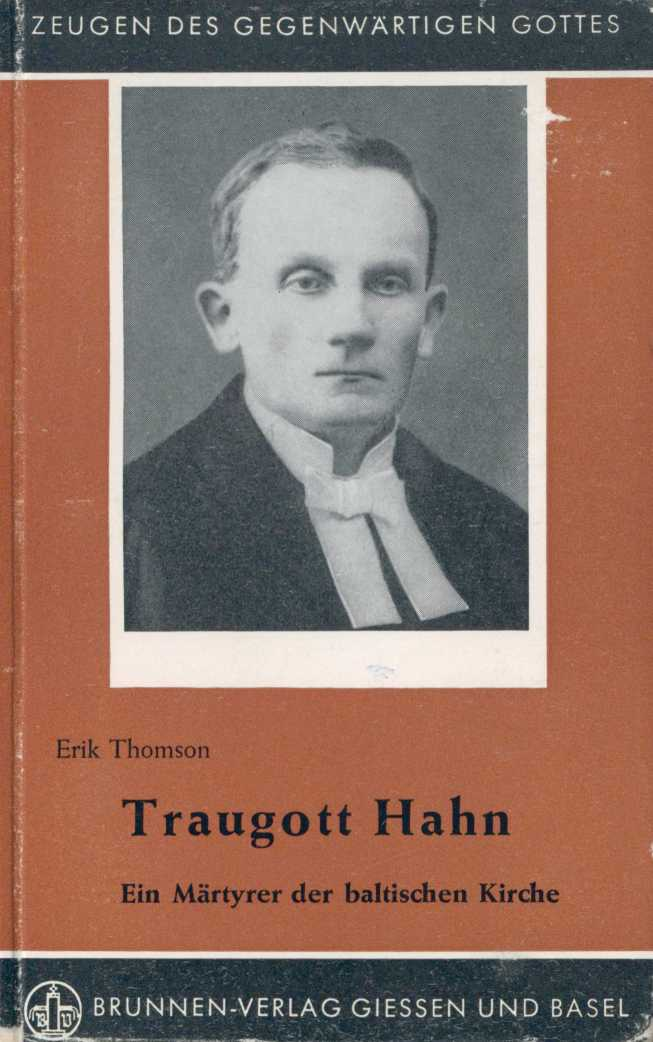 ZEUGEN DES GEGENWÄRTIGEN GOTTES
Erik Thomson
Traugott Hahn
Ein Märtyrer der baltischen Kirche
BRUNNEN-VERLAG GIESSEN UND BASEL